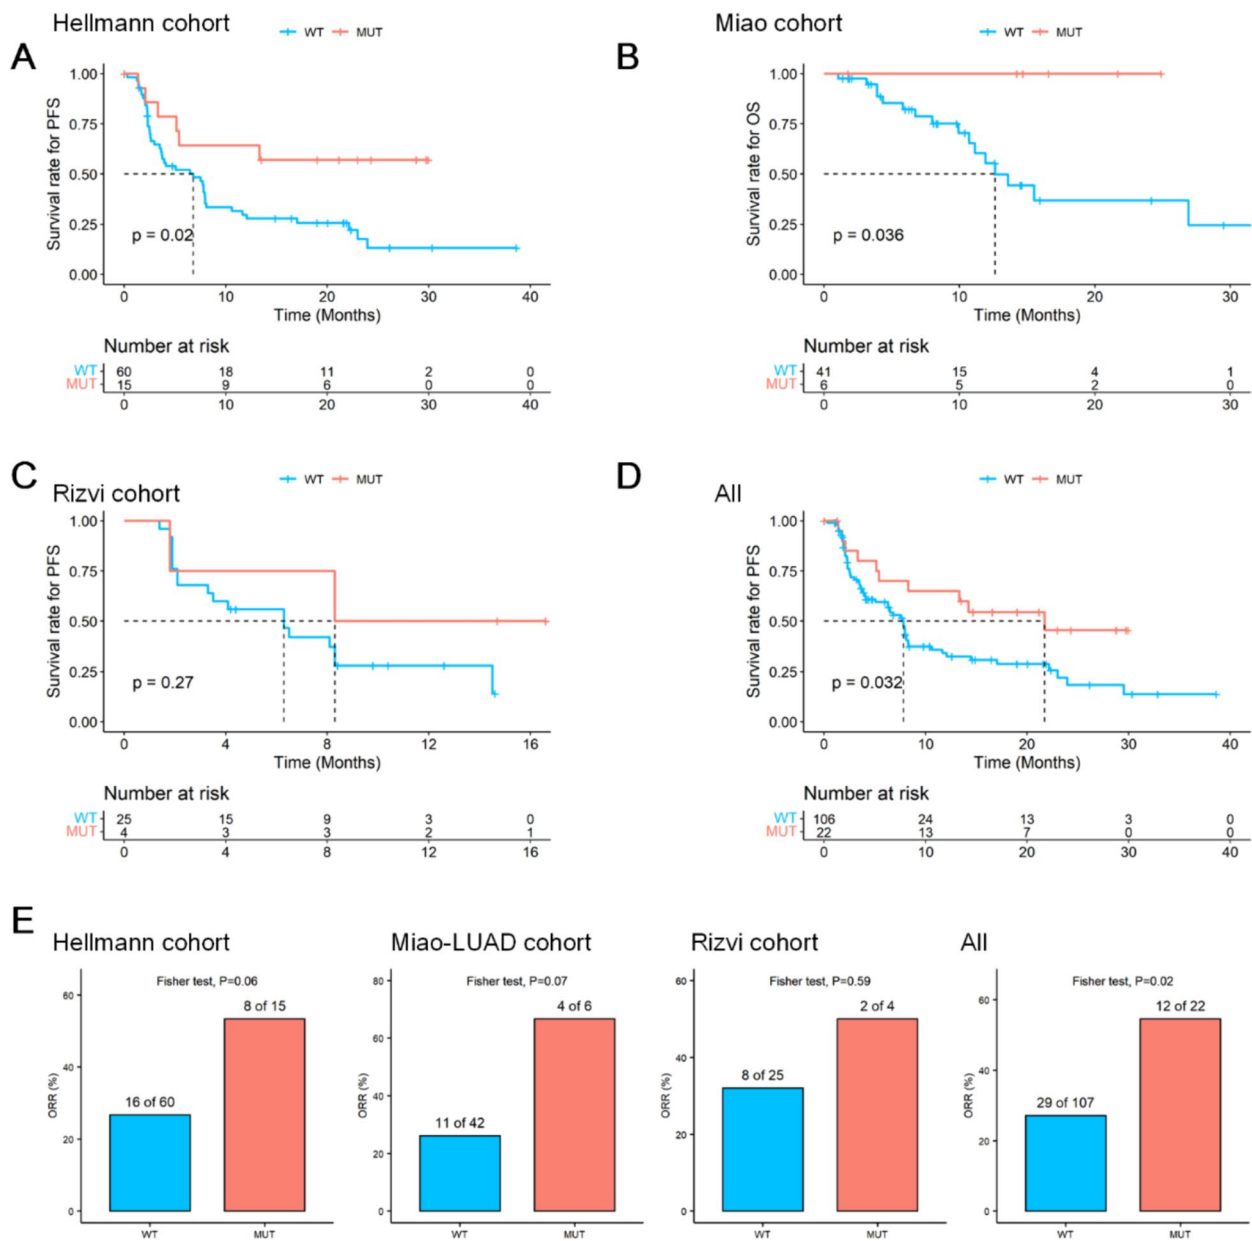 Hellmann cohort
A
WT MUT
Survival rate for PFS
1.00
0.75
0.50
0.25
0.00
p = 0.02
0 10 20 30 40
Time (Months)
Number at risk
WT 60 18 11 2 0
MUT 15 9 6 0 0
0 10 20 30 40
Miao cohort
B
WT MUT
Survival rate for OS
1.00
0.75
0.50
0.25
0.00
p = 0.036
0 10 20 30
Time (Months)
Number at risk
WT 41 15 4 1
MUT 6 5 2 0
0 10 20 30
C
Rizvi cohort
WT MUT
Survival rate for PFS
1.00
0.75
0.50
0.25
0.00
p = 0.27
0 4 8 12 16
Time (Months)
Number at risk
WT 25 15 9 3 0
MUT 4 3 3 2 1
0 4 8 12 16
D
All
WT MUT
Survival rate for PFS
1.00
0.75
0.50
0.25
0.00
p = 0.032
0 10 20 30 40
Time (Months)
Number at risk
WT 106 24 13 3 0
MUT 22 13 7 0 0
0 10 20 30 40
E
Hellmann cohort
Fisher test, P=0.06
ORR (%)
60
40
20
0
16 of 60
8 of 15
WT MUT
Miao-LUAD cohort
Fisher test, P=0.07
ORR (%)
80
60
40
20
0
11 of 42
4 of 6
WT MUT
Rizvi cohort
Fisher test, P=0.59
ORR (%)
60
40
20
0
8 of 25
2 of 4
WT MUT
All
Fisher test, P=0.02
ORR (%)
60
40
20
0
29 of 107
12 of 22
WT MUT